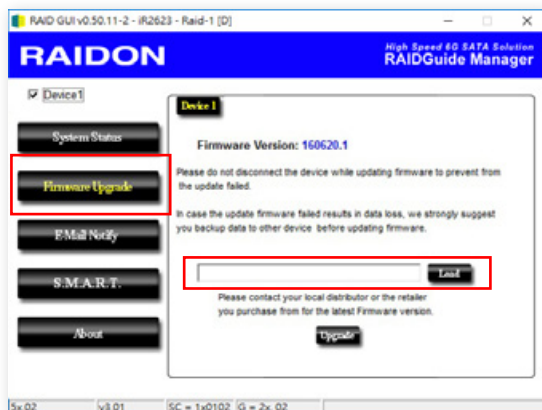 RAID GUI v0.50.11-2 - iR2623 - Raid-1 [D]
RAIDON
High Speed 6G SATA Solution
RAIDGuide Manager
Device1
System Status
Firmware Upgrade
E-Mail Notify
S.M.A.R.T.
About
Device 1
Firmware Version: 160620.1
Please do not disconnect the device while updating firmware to prevent from
the update failed.
In case the update firmware failed results in data loss, we strongly suggest
you backup data to other device before updating firmware.
Load
Please contact your local distributor or the retailer
you purchase from for the latest Firmware version.
Upgrade
5x.02 v3.01 SC = 1x0102 G = 2x. 02